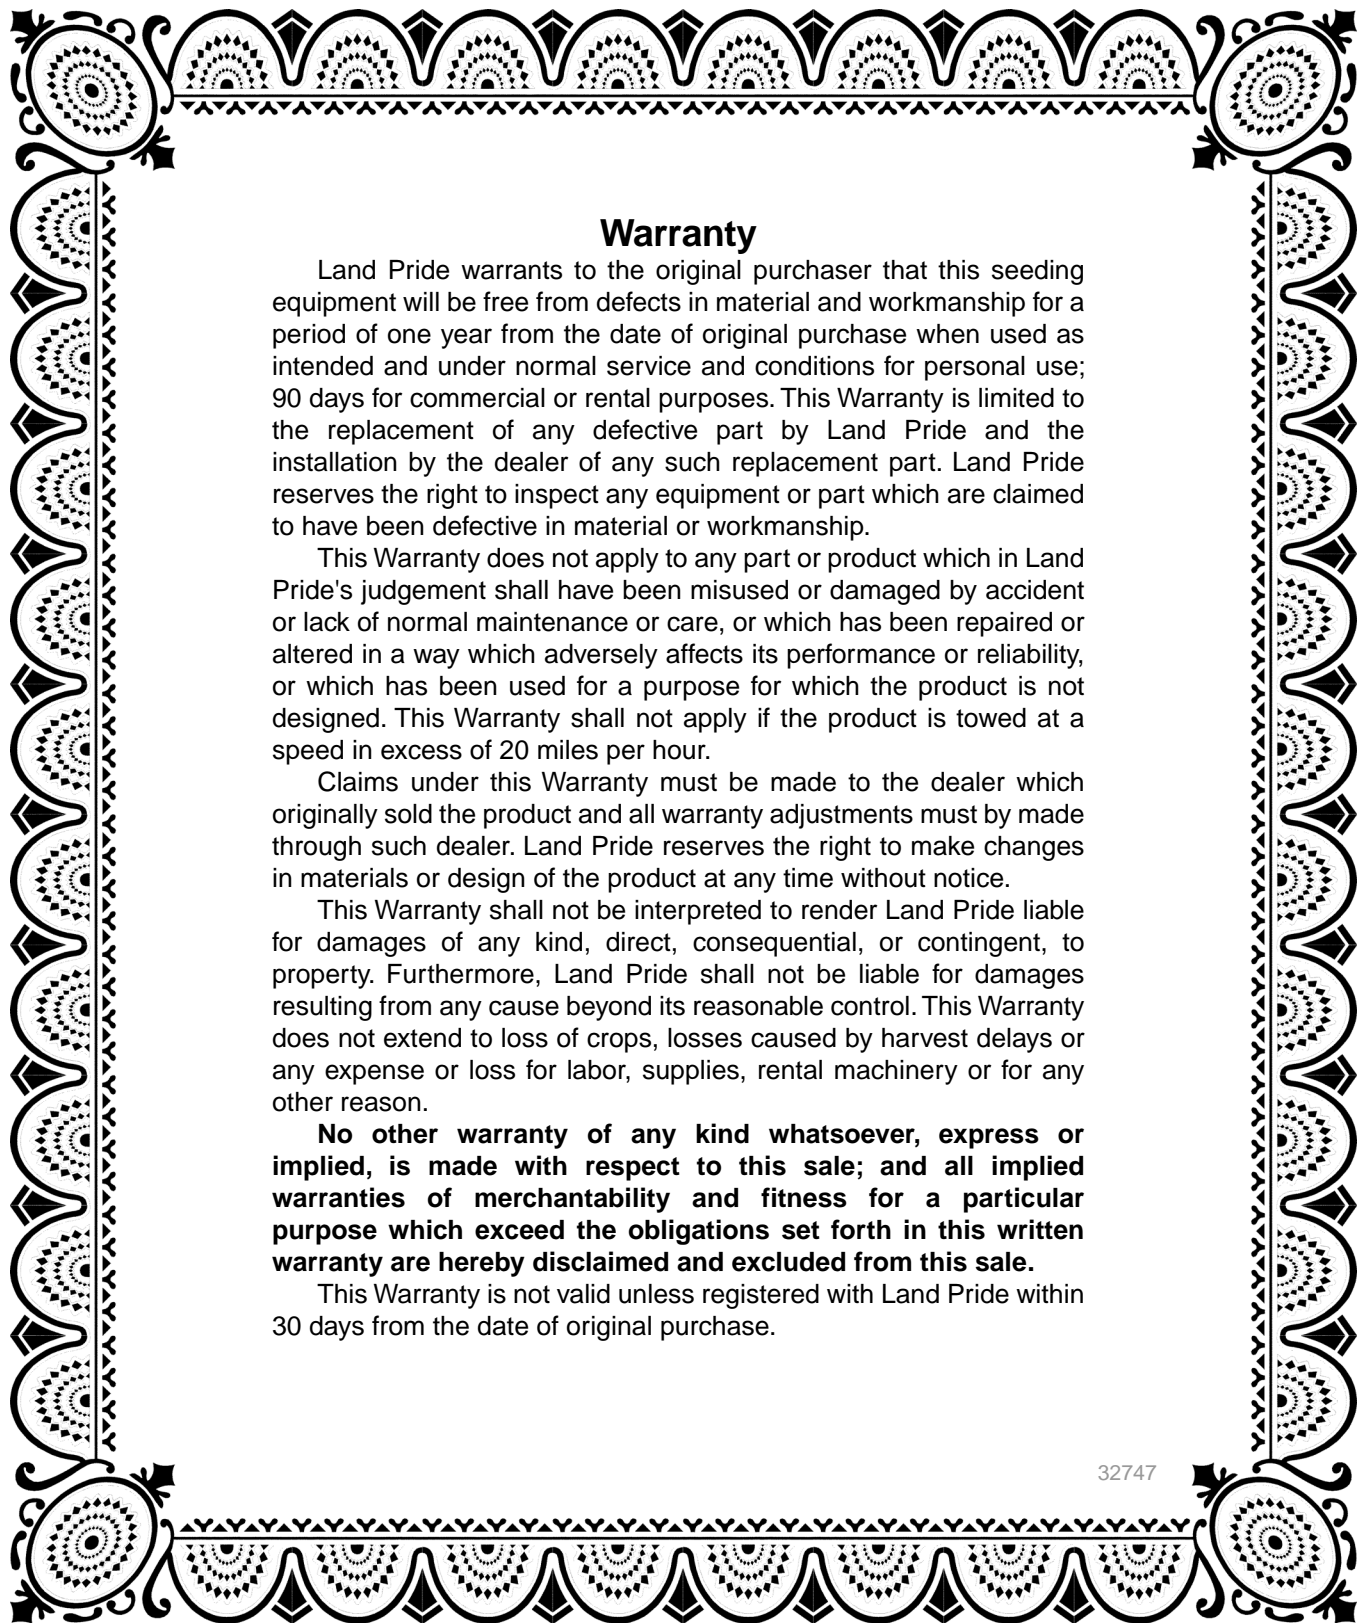 Warranty
Land Pride warrants to the original purchaser that this seeding
equipment will be free from defects in material and workmanship for a
period of one year from the date of original purchase when used as
intended and under normal service and conditions for personal use;
90 days for commercial or rental purposes. This Warranty is limited to
the replacement of any defective part by Land Pride and the
installation by the dealer of any such replacement part. Land Pride
reserves the right to inspect any equipment or part which are claimed
to have been defective in material or workmanship.
This Warranty does not apply to any part or product which in Land
Pride's judgement shall have been misused or damaged by accident
or lack of normal maintenance or care, or which has been repaired or
altered in a way which adversely affects its performance or reliability,
or which has been used for a purpose for which the product is not
designed. This Warranty shall not apply if the product is towed at a
speed in excess of 20 miles per hour.
Claims under this Warranty must be made to the dealer which
originally sold the product and all warranty adjustments must by made
through such dealer. Land Pride reserves the right to make changes
in materials or design of the product at any time without notice.
This Warranty shall not be interpreted to render Land Pride liable
for damages of any kind, direct, consequential, or contingent, to
property. Furthermore, Land Pride shall not be liable for damages
resulting from any cause beyond its reasonable control. This Warranty
does not extend to loss of crops, losses caused by harvest delays or
any expense or loss for labor, supplies, rental machinery or for any
other reason.
No other warranty of any kind whatsoever, express or
implied, is made with respect to this sale; and all implied
warranties of merchantability and fitness for a particular
purpose which exceed the obligations set forth in this written
warranty are hereby disclaimed and excluded from this sale.
This Warranty is not valid unless registered with Land Pride within
30 days from the date of original purchase.
32747